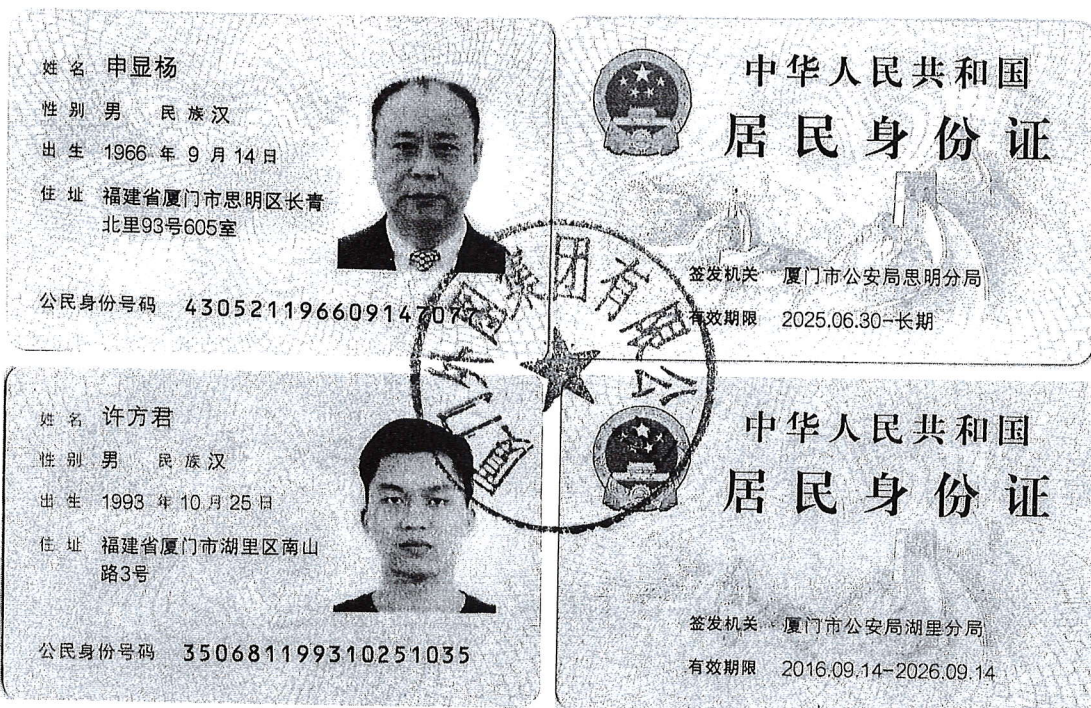 姓名 申显杨
性别 男 民族 汉
出生 1966 年 9 月 14 日
住址 福建省厦门市思明区长青
北里93号605室
公民身份号码 430521196609147077
中华人民共和国
居民身份证
签发机关 厦门市公安局思明分局
有效期限 2025.06.30-长期
厦门外图集团有限公
姓名 许方君
性别 男 民族 汉
出生 1993 年 10 月 25 日
住址 福建省厦门市湖里区南山
路3号
公民身份号码 350681199310251035
中华人民共和国
居民身份证
签发机关 厦门市公安局湖里分局
有效期限 2016.09.14-2026.09.14